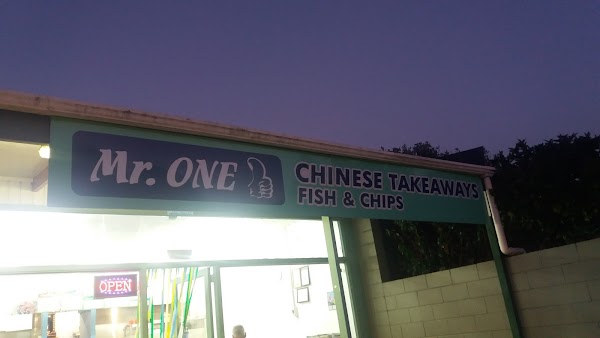 Mr. ONE
CHINESE TAKEAWAYS
FISH & CHIPS
OPEN